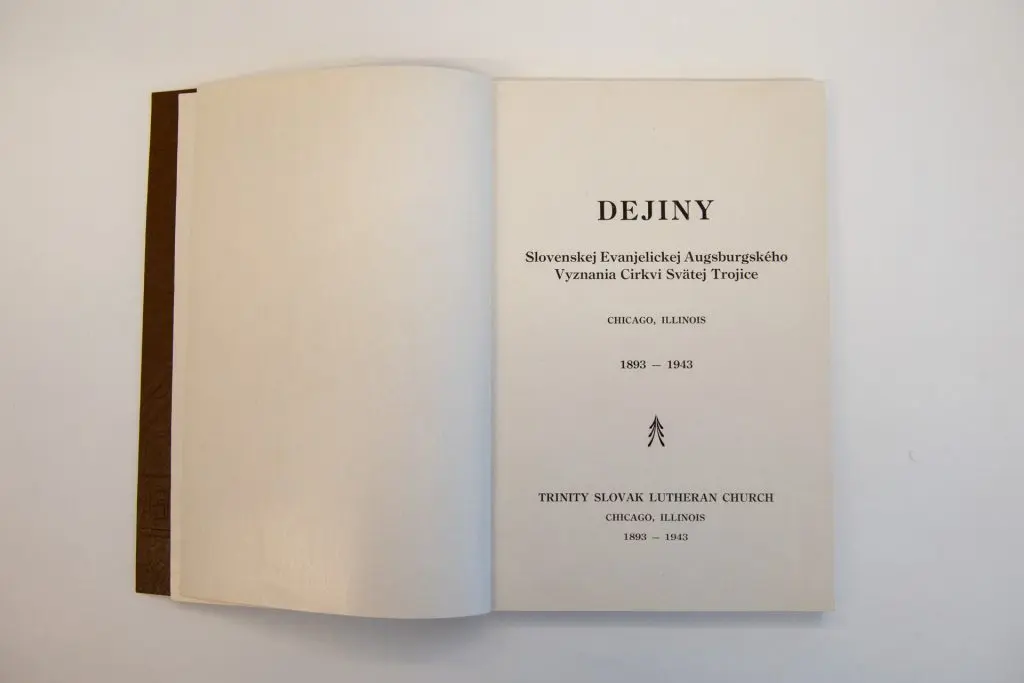 DEJINY
Slovenskej Evanjelickej Augsburgského
Vyznania Cirkvi Svätej Trojice
CHICAGO, ILLINOIS
1893 — 1943
TRINITY SLOVAK LUTHERAN CHURCH
CHICAGO, ILLINOIS
1893 — 1943